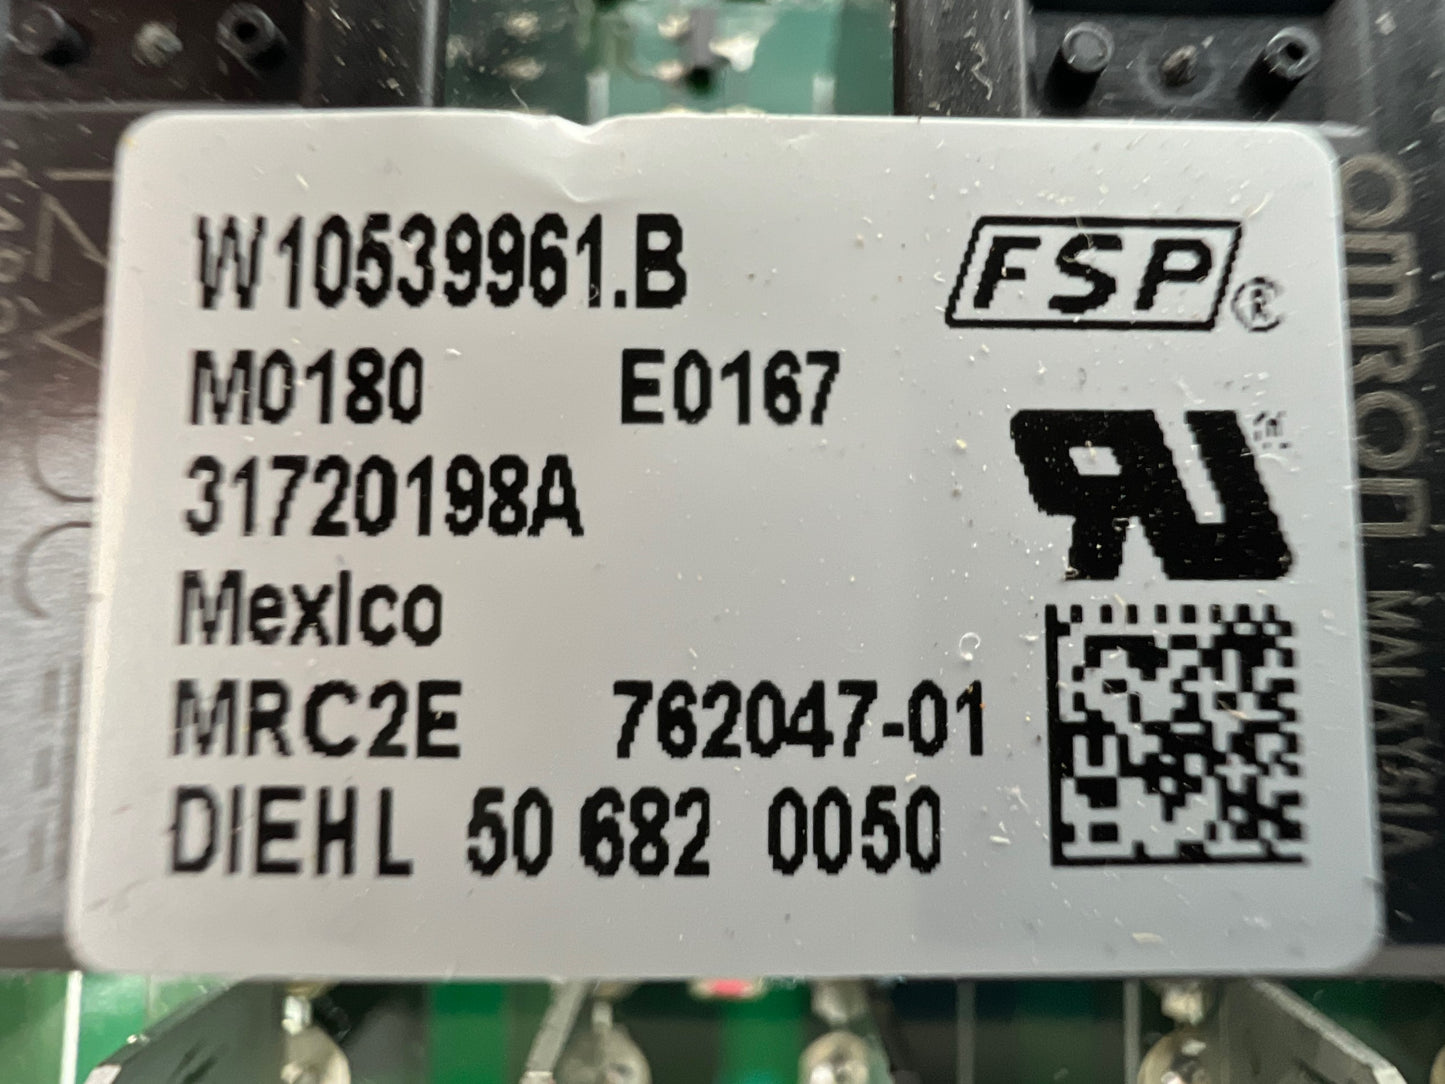 W10539961.B
FSP®
M0180 E0167
31720198A
Mexico
MRC2E 762047-01
DIEHL 50 682 0050
omron MALAYSIA